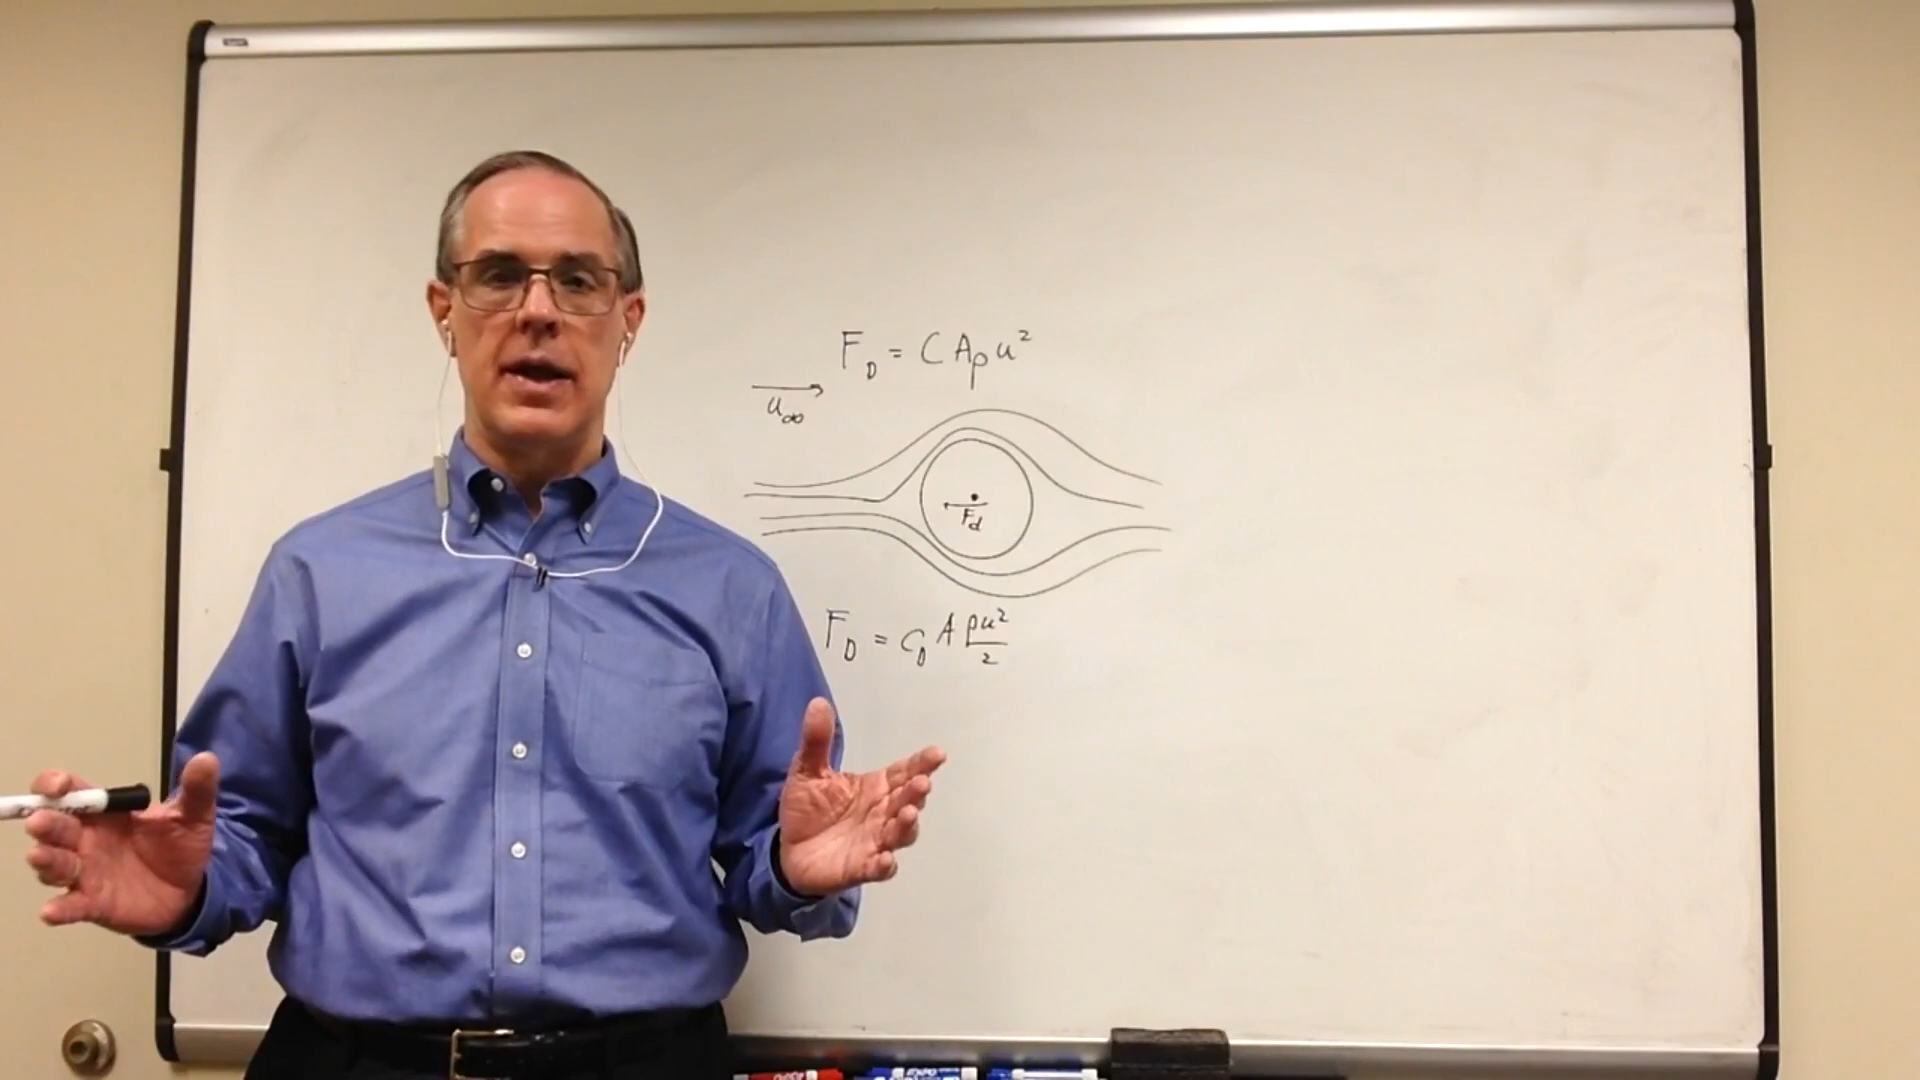 F_D = C A ρ u²
u_∞
F_d
F_D = C_D A ρu²/2